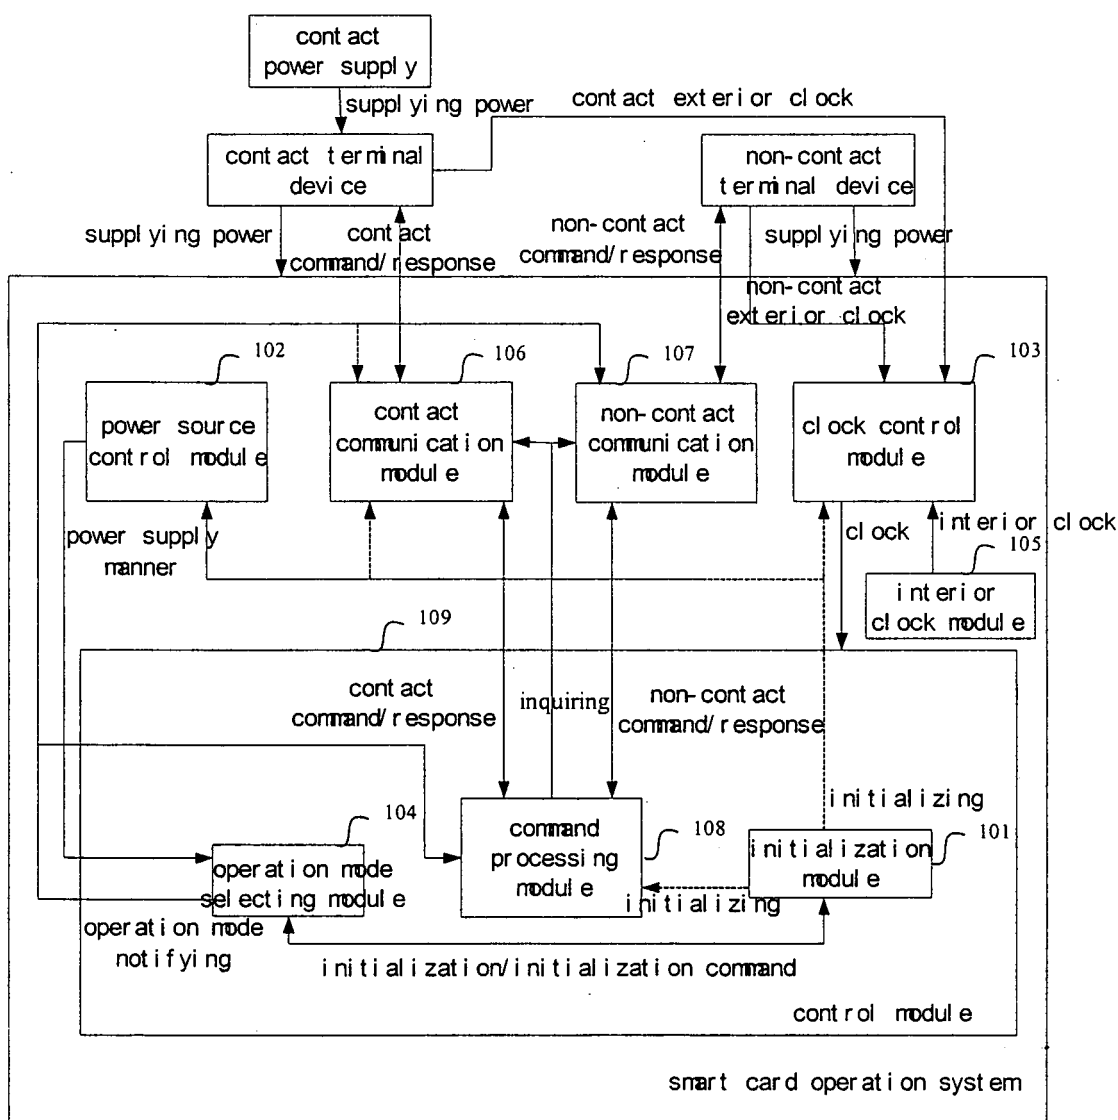 contact
power supply
supplying power
contact exterior clock
contact terminal
device
non-contact
terminal device
supplying power
contact
command/response
non-contact
command/response
supplying power
non-contact
exterior clock
102
106
107
103
power source
control module
contact
communication
module
non-contact
communication
module
clock control
module
power supply
manner
clock
interior clock
105
interior
clock module
109
contact
command/response
inquiring
non-contact
command/response
initializing
104
operation mode
selecting module
command
processing
module
108
initialization
module
101
initializing
operation mode
notifying
initialization/initialization command
control module
smart card operation system